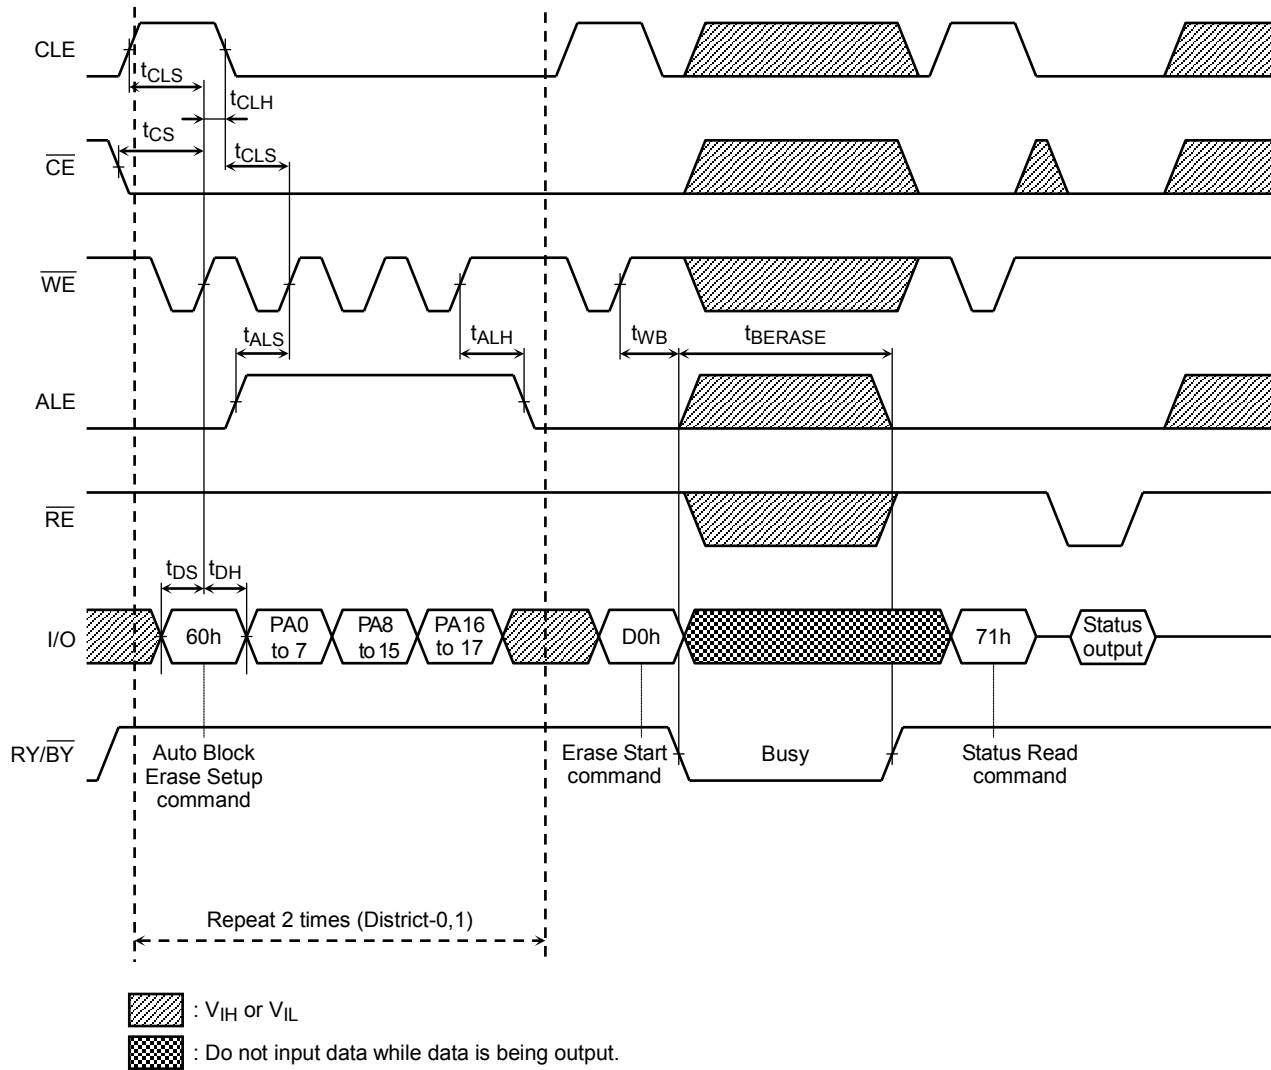 CLE
tCLS
tCLH
tCS
CE
tCLS
WE
tALS
tALH
tWB
tBERASE
ALE
RE
tDS
tDH
I/O
60h
PA0
to 7
PA8
to 15
PA16
to 17
D0h
71h
Status
output
RY/BY
Auto Block
Erase Setup
command
Erase Start
command
Busy
Status Read
command
Repeat 2 times (District-0,1)
: VIH or VIL
: Do not input data while data is being output.